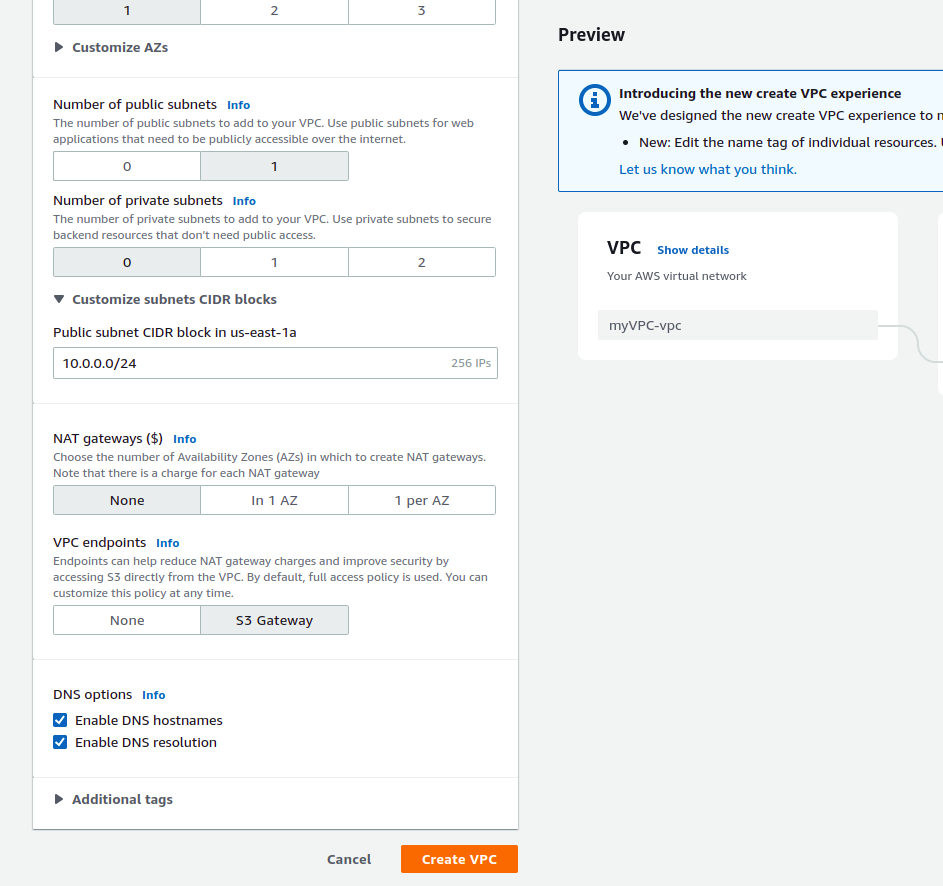 1 2 3
Customize AZs
Number of public subnets Info
The number of public subnets to add to your VPC. Use public subnets for web
applications that need to be publicly accessible over the internet.
0 1
Number of private subnets Info
The number of private subnets to add to your VPC. Use private subnets to secure
backend resources that don't need public access.
0 1 2
Customize subnets CIDR blocks
Public subnet CIDR block in us-east-1a
10.0.0.0/24 256 IPs
NAT gateways ($) Info
Choose the number of Availability Zones (AZs) in which to create NAT gateways.
Note that there is a charge for each NAT gateway
None In 1 AZ 1 per AZ
VPC endpoints Info
Endpoints can help reduce NAT gateway charges and improve security by
accessing S3 directly from the VPC. By default, full access policy is used. You can
customize this policy at any time.
None S3 Gateway
DNS options Info
Enable DNS hostnames
Enable DNS resolution
Additional tags
Cancel Create VPC
Preview
Introducing the new create VPC experience
We've designed the new create VPC experience to
• New: Edit the name tag of individual resources.
Let us know what you think.
VPC Show details
Your AWS virtual network
myVPC-vpc